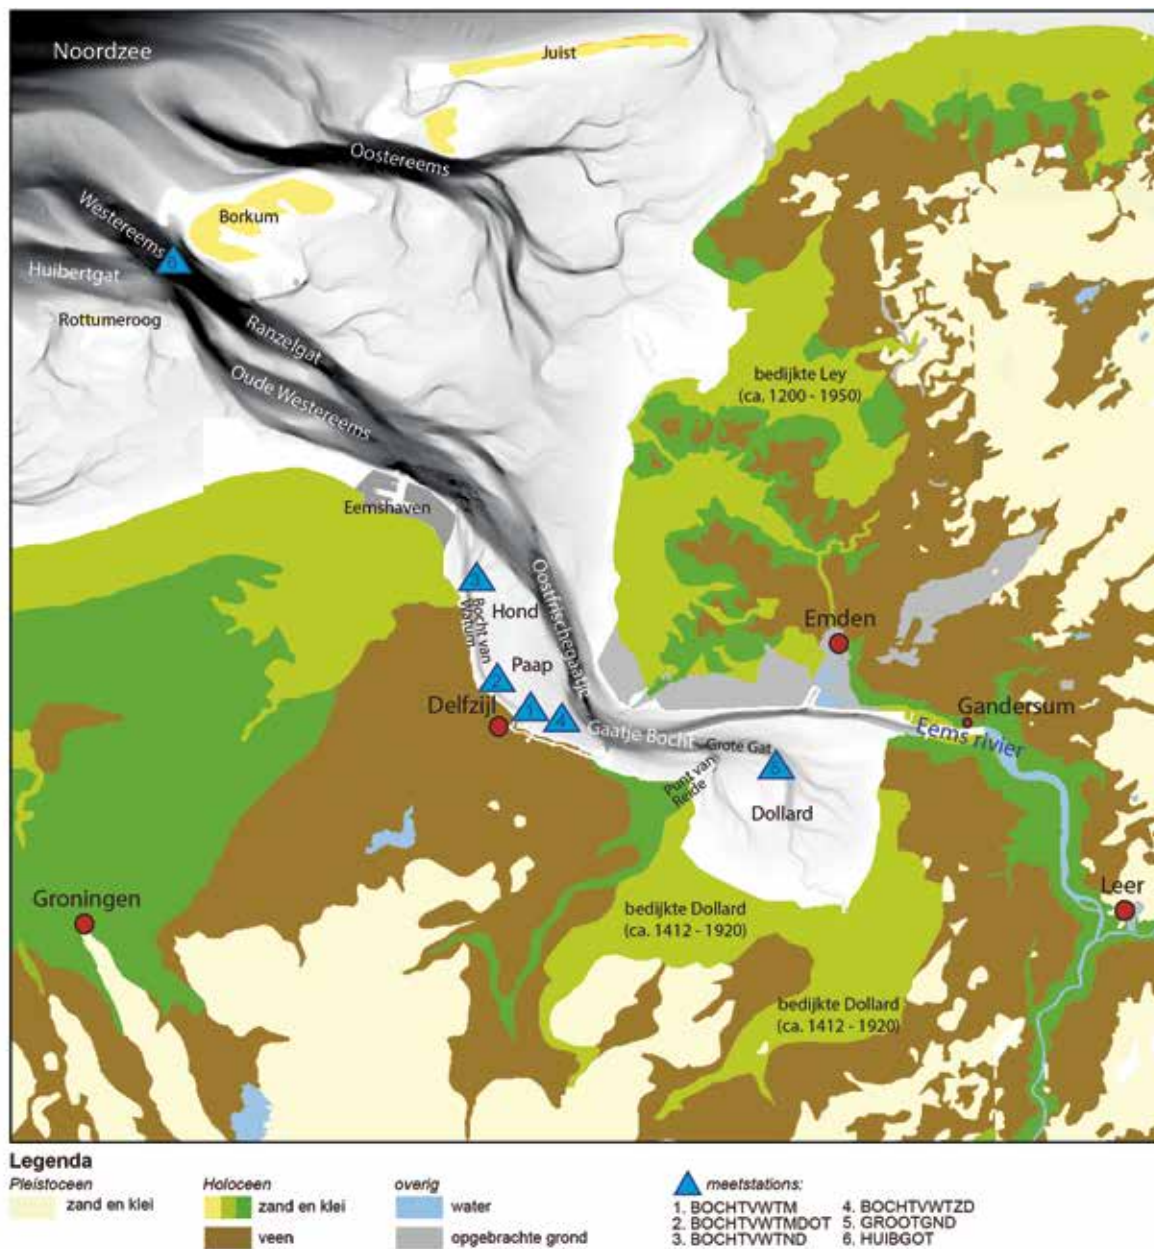 Noordzee
Juist
Oostereems
Westereems
Borkum
Huibertgat
Rottumeroog
Ranzelgat
Oude Westereems
bedijkte Ley
(ca. 1200 - 1950)
Eemshaven
Oostfrischegaatje
Hond
Bocht van
Watum
Paap
2
Emden
Delfzijl
4
Gandersum
Gaatje Bocht
Grote Gat
Eems rivier
Punt van
Reide
Dollard
Groningen
Leer
bedijkte Dollard
(ca. 1412 - 1920)
bedijkte Dollard
(ca. 1412 - 1920)
Legenda
Pleistoceen
zand en klei
Holoceen
zand en klei
veen
overig
water
opgebrachte grond
meetstations:
1. BOCHTVWTM
2. BOCHTVWTMDOT
3. BOCHTVWTND
4. BOCHTVWTZD
5. GROOTGND
6. HUIBGOT